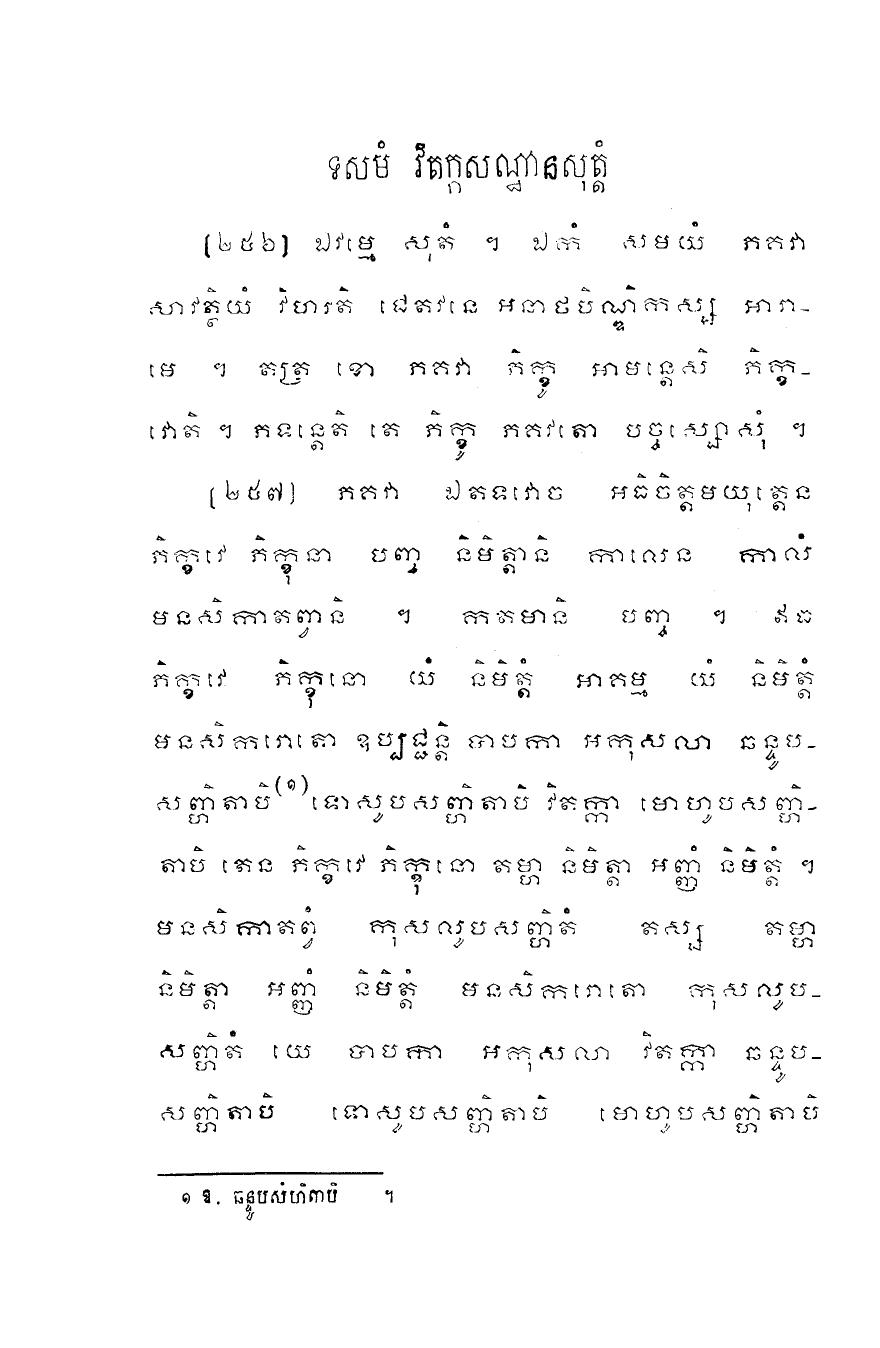 ទសមំ វិតក្កសណ្ឋានសុត្តំ
[២៥៦] ឯវម្មេ សុតំ ។ ឯកំ សមយំ ភគវា
សាវត្ថិយំ វិហរតិ ជេតវនេ អនាថបិណ្ឌិកស្ស អារា-
មេ ។ តត្រ ខោ ភគវា ភិក្ខូ អាមន្តេសិ ភិក្ខ-
វោតិ ។ ភទន្តេតិ តេ ភិក្ខូ ភគវតោ បច្ចស្សោសុំ ។
[២៥៧] ភគវា ឯតទវោច អធិចិត្តមយុត្តេន
ភិក្ខវេ ភិក្ខុនា បញ្ច និមិត្តានិ កាលេន កាលំ
មនសិកាតព្វានិ ។ កតមានិ បញ្ច ។ ឥធ
ភិក្ខវេ ភិក្ខុនោ យំ និមិត្តំ អាគម្ម យំ និមិត្តំ
មនសិករោតោ ឧប្បជ្ជន្តិ បាបកា អកុសលា ឆន្ទូប-
សញ្ហិតាបិ(១) ទោសូបសញ្ហិតាបិ វិតក្កា មោហូបសញ្ហិ-
តាបិ តេន ភិក្ខវេ ភិក្ខុនោ តម្ហា និមិត្តា អញ្ញំ និមិត្តំ ។
មនសិកាតព្វំ កុសលូបសញ្ហិតំ តស្ស តម្ហា
និមិត្តា អញ្ញំ និមិត្តំ មនសិករោតោ កុសលូប-
សញ្ហិតំ យេ បាបកា អកុសលា វិតក្កា ឆន្ទូប-
សញ្ហិតាបិ ទោសូបសញ្ហិតាបិ មោហូបសញ្ហិតាបិ
១ ឱ. ឆន្ទូបសំហិតាបិ ។